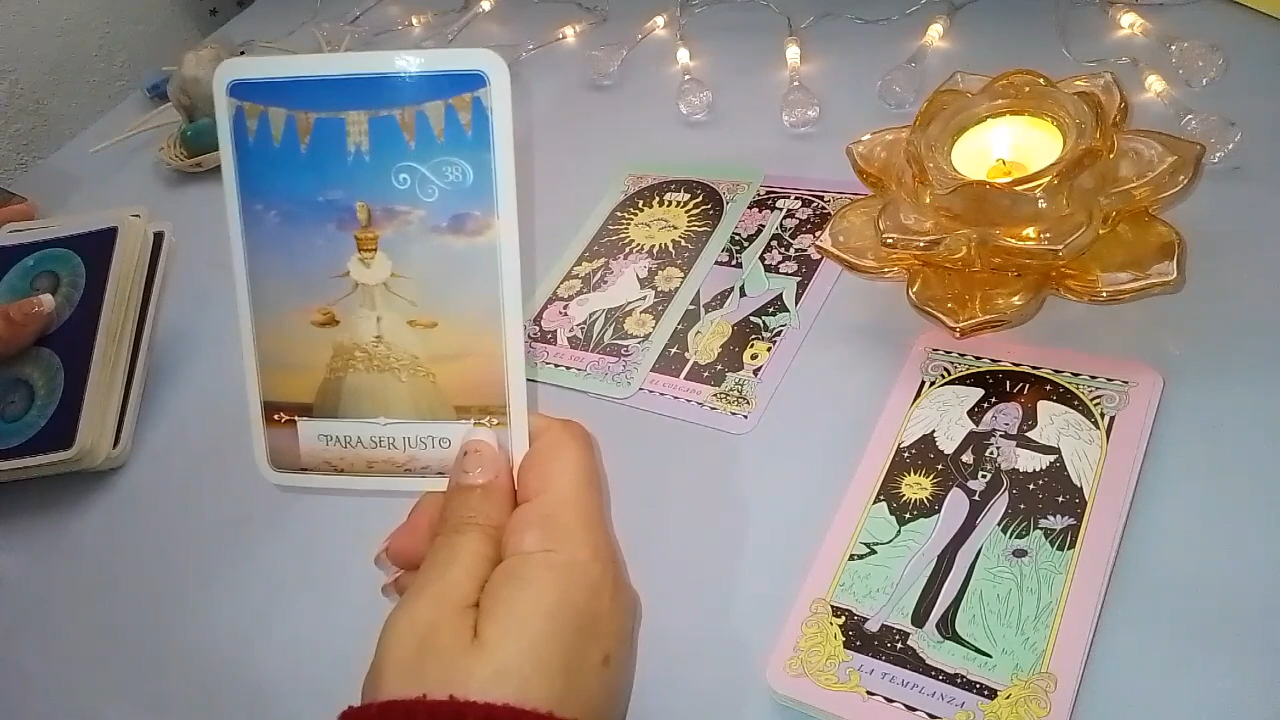 38
PARA SER JUSTO
EL SOL
EL COLGADO
XIV
LA TEMPLANZA